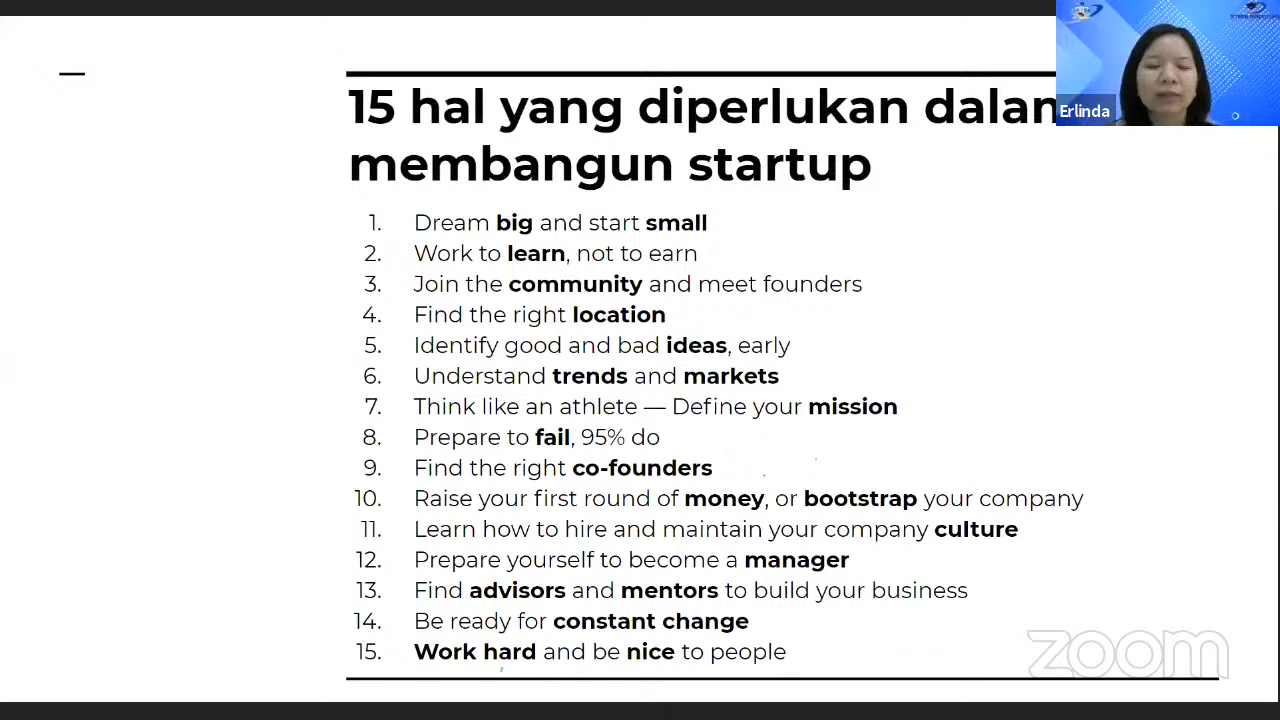 15 hal yang diperlukan dalam
membangun startup
1. Dream big and start small
2. Work to learn, not to earn
3. Join the community and meet founders
4. Find the right location
5. Identify good and bad ideas, early
6. Understand trends and markets
7. Think like an athlete — Define your mission
8. Prepare to fail, 95% do
9. Find the right co-founders
10. Raise your first round of money, or bootstrap your company
11. Learn how to hire and maintain your company culture
12. Prepare yourself to become a manager
13. Find advisors and mentors to build your business
14. Be ready for constant change
15. Work hard and be nice to people
Erlinda
zoom